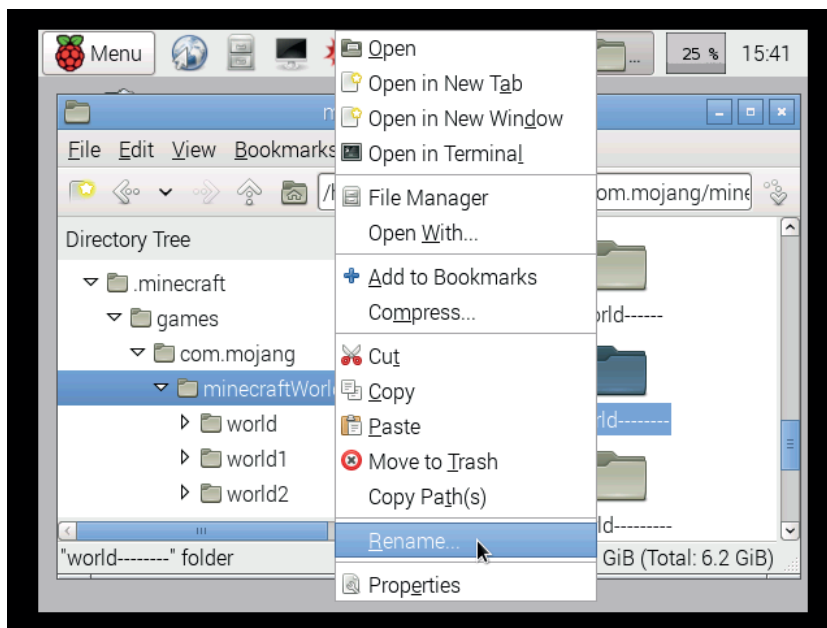 Menu
...
25 %
15:41
m
File Edit View Bookmarks
/h
om.mojang/mine
Directory Tree
.minecraft
games
com.mojang
minecraftWorl
world
world1
world2
"world--------" folder
Open
Open in New Tab
Open in New Window
Open in Terminal
File Manager
Open With...
Add to Bookmarks
Compress...
Cut
Copy
Paste
Move to Trash
Copy Path(s)
Rename...
Properties
rld------
ld--------
ld---------
GiB (Total: 6.2 GiB)